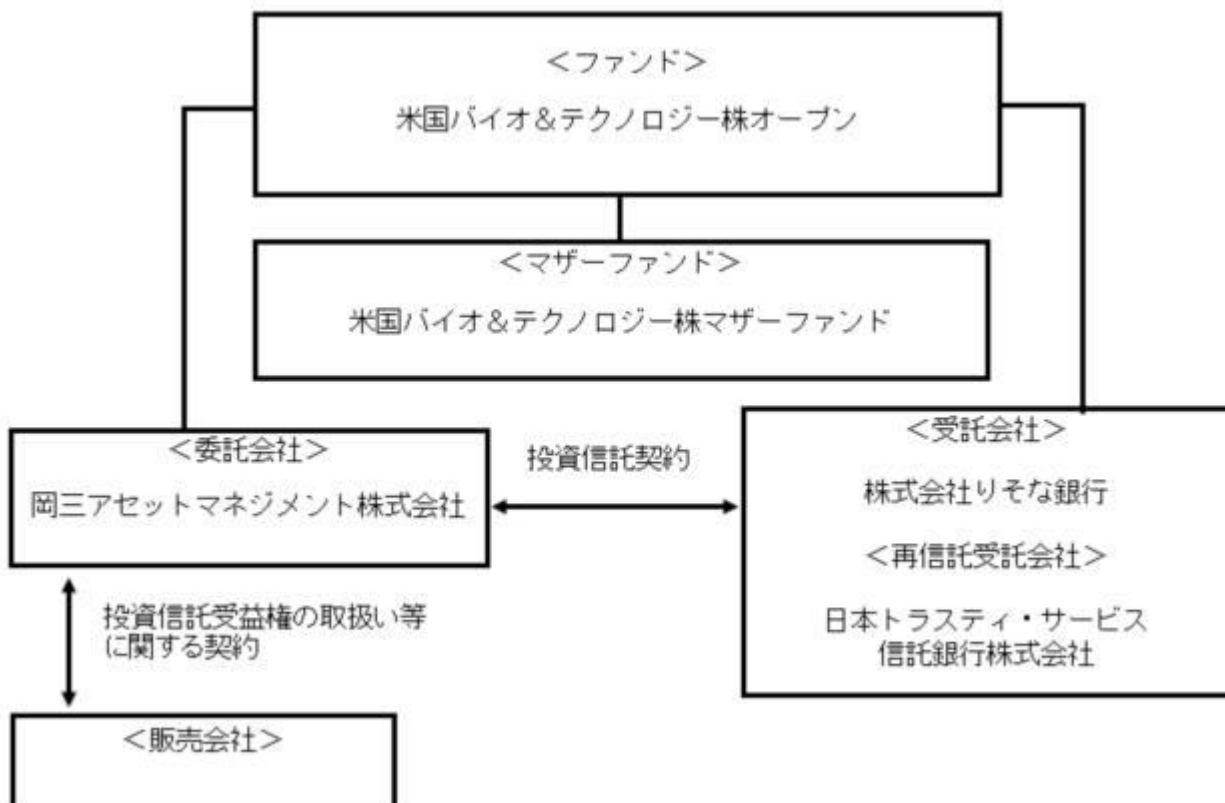 ＜ファンド＞
米国バイオ＆テクノロジー株オープン
＜マザーファンド＞
米国バイオ＆テクノロジー株マザーファンド
＜委託会社＞
岡三アセットマネジメント株式会社
投資信託契約
＜受託会社＞
株式会社りそな銀行
＜再信託受託会社＞
日本トラスティ・サービス
信託銀行株式会社
投資信託受益権の取扱い等
に関する契約
＜販売会社＞